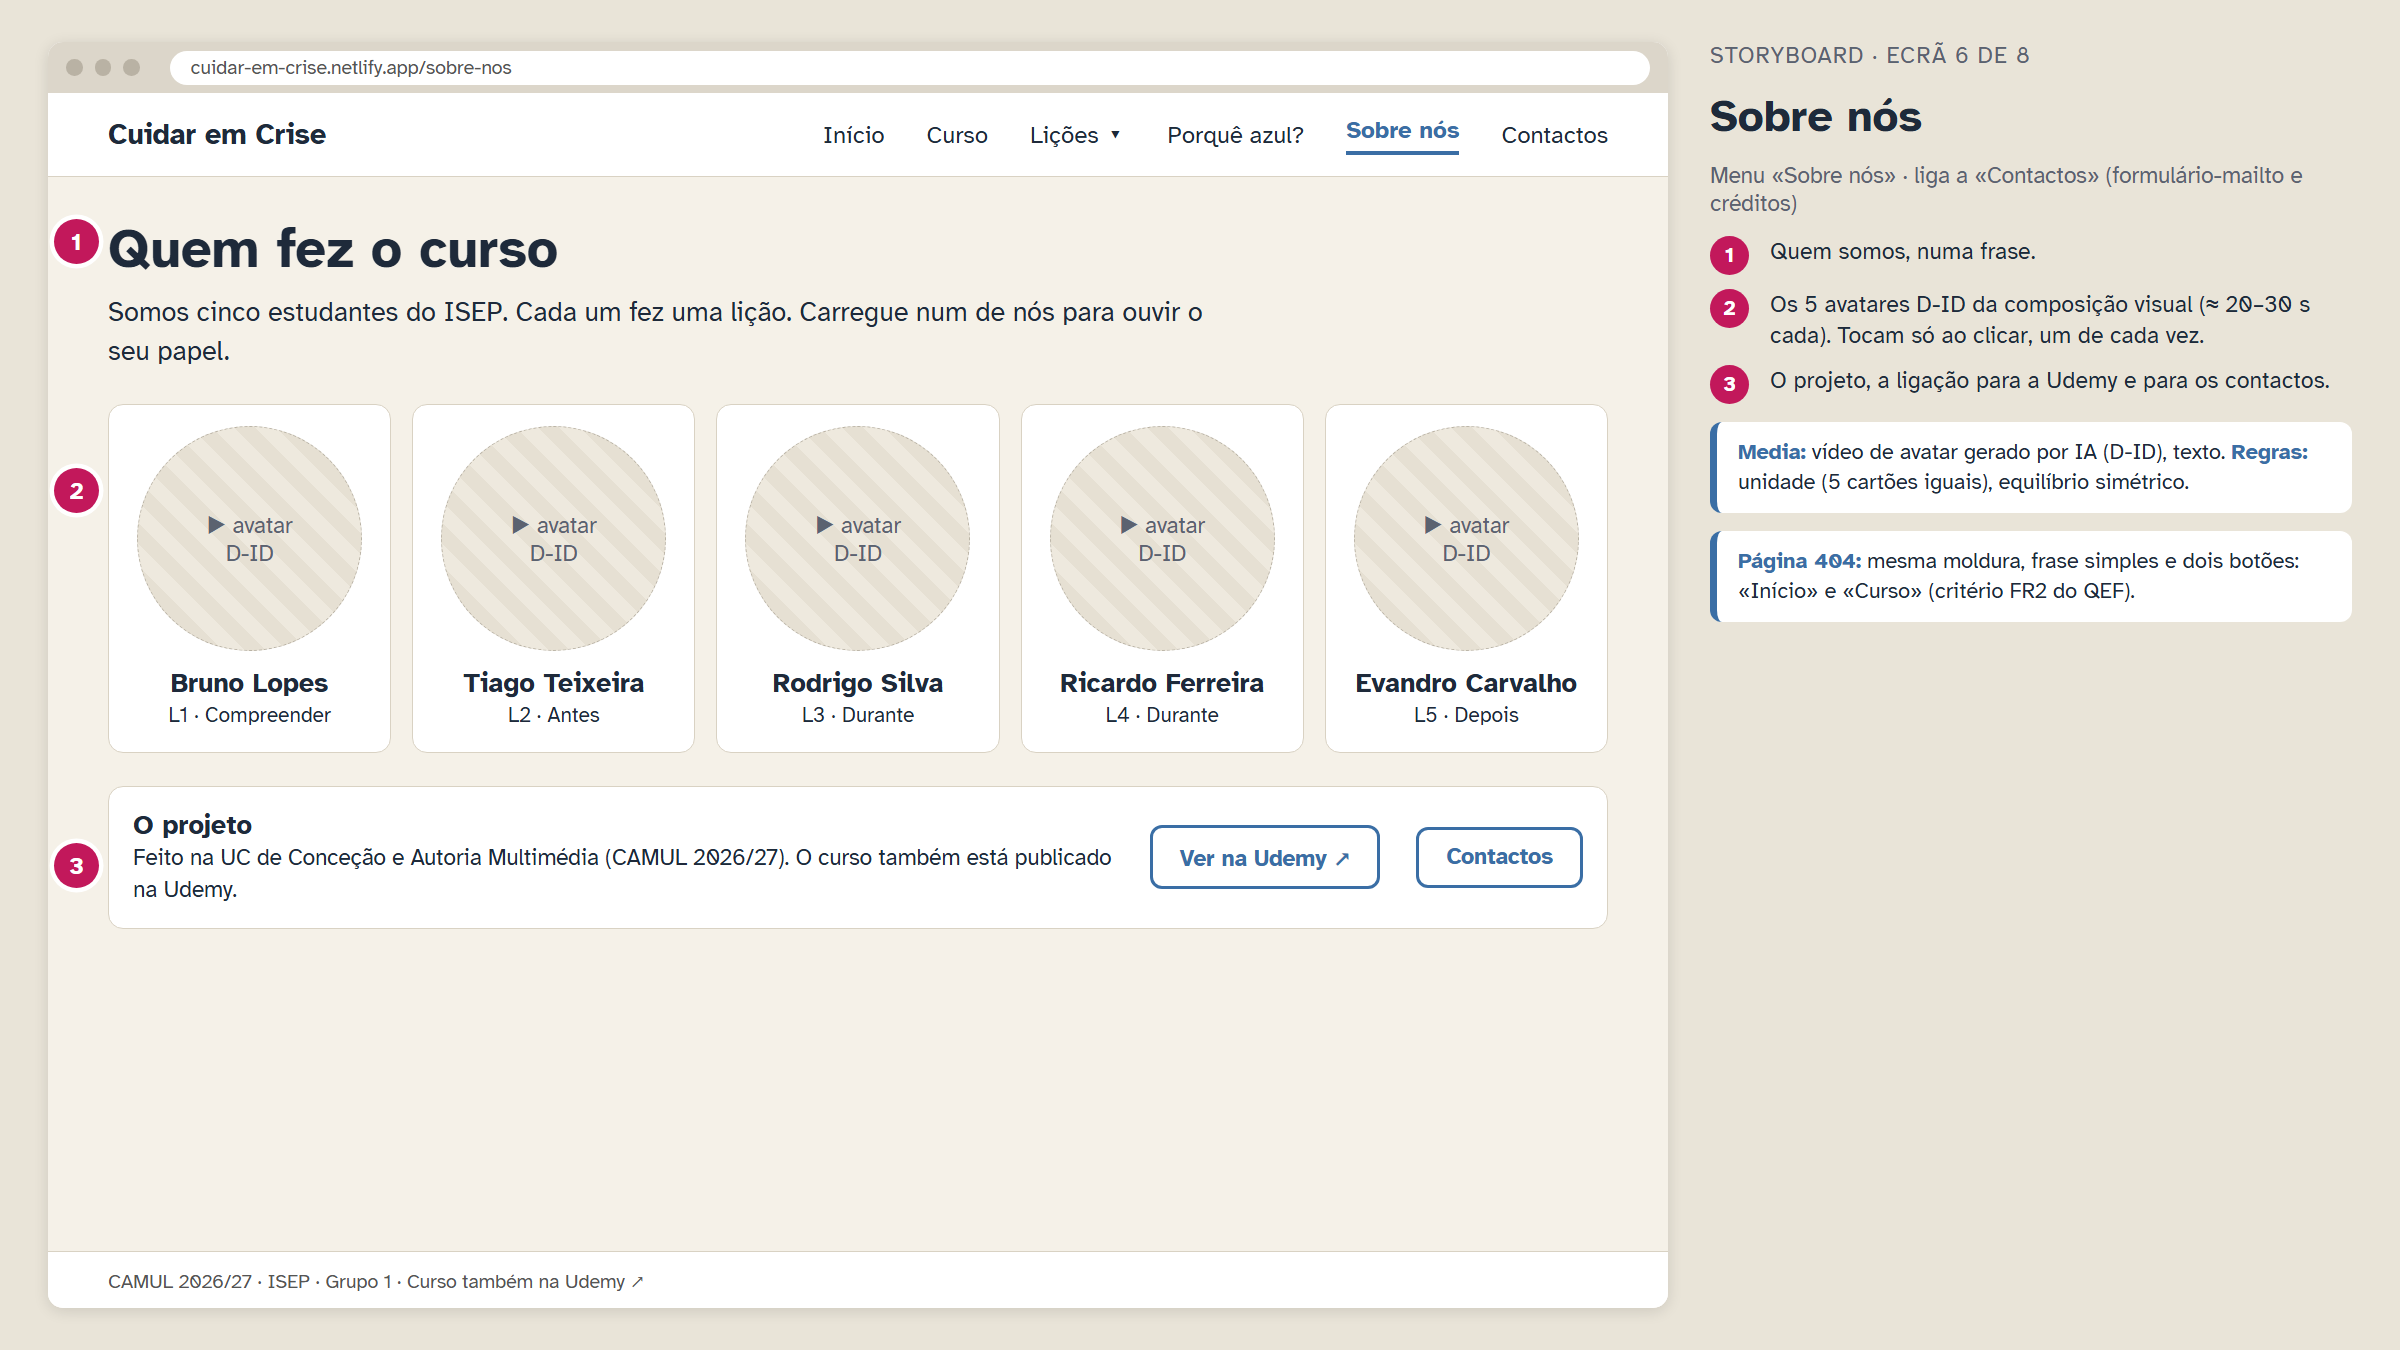 cuidar-em-crise.netlify.app/sobre-nos
Cuidar em Crise
Início
Curso
Lições ▼
Porquê azul?
Sobre nós
Contactos
1
Quem fez o curso
Somos cinco estudantes do ISEP. Cada um fez uma lição. Carregue num de nós para ouvir o
seu papel.
2
▶ avatar
D-ID
Bruno Lopes
L1 · Compreender
▶ avatar
D-ID
Tiago Teixeira
L2 · Antes
▶ avatar
D-ID
Rodrigo Silva
L3 · Durante
▶ avatar
D-ID
Ricardo Ferreira
L4 · Durante
▶ avatar
D-ID
Evandro Carvalho
L5 · Depois
3
O projeto
Feito na UC de Conceção e Autoria Multimédia (CAMUL 2026/27). O curso também está publicado
na Udemy.
Ver na Udemy ↗
Contactos
CAMUL 2026/27 · ISEP · Grupo 1 · Curso também na Udemy ↗
STORYBOARD · ECRÃ 6 DE 8
Sobre nós
Menu «Sobre nós» · liga a «Contactos» (formulário-mailto e
créditos)
1 Quem somos, numa frase.
2 Os 5 avatares D-ID da composição visual (≈ 20–30 s
cada). Tocam só ao clicar, um de cada vez.
3 O projeto, a ligação para a Udemy e para os contactos.
Media: vídeo de avatar gerado por IA (D-ID), texto. Regras:
unidade (5 cartões iguais), equilíbrio simétrico.
Página 404: mesma moldura, frase simples e dois botões:
«Início» e «Curso» (critério FR2 do QEF).